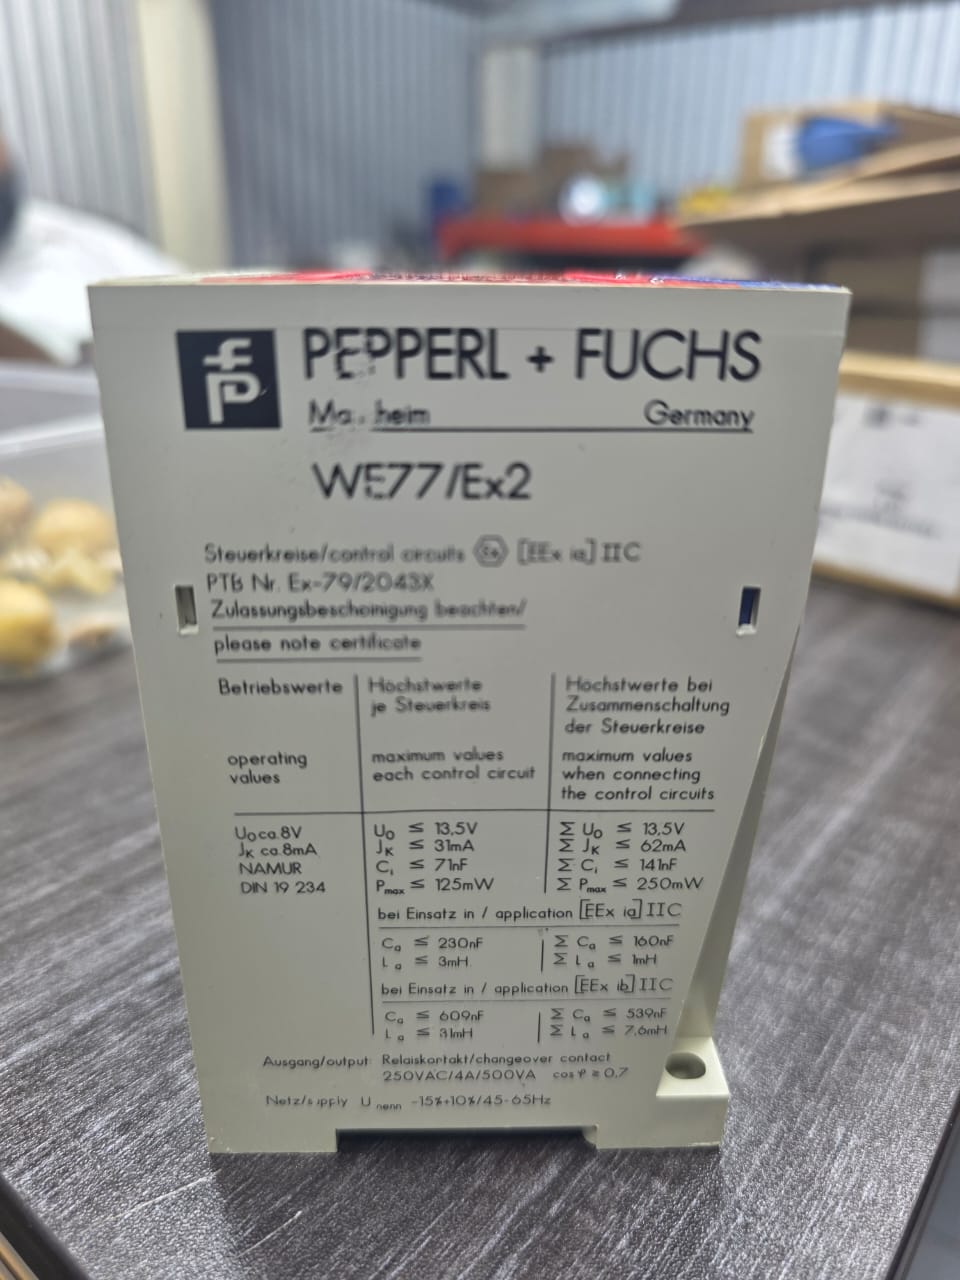 PEPPERL + FUCHS
Germany
WE77/Ex2
Steuerkreise/control circuits Ex [EEx ia] IIC
PTB Nr. Ex-79/2043X
Zulassungsbescheinigung beachten/
please note certificate
Betriebswerte
operating
values
Höchstwerte
je Steuerkreis
maximum values
each control circuit
Höchstwerte bei
Zusammenschaltung
der Steuerkreise
maximum values
when connecting
the control circuits
Uo ca. 8V
JK ca. 8mA
NAMUR
DIN 19 234
Uo ≤ 13,5V
JK ≤ 31mA
Ci ≤ 71nF
Pmax ≤ 125mW
Σ Uo ≤ 13,5V
Σ JK ≤ 62mA
Σ Ci ≤ 141nF
Σ Pmax ≤ 250mW
bei Einsatz in / application [EEx ia] IIC
Ca ≤ 230nF
La ≤ 3mH
Σ Ca ≤ 160nF
Σ La ≤ 1mH
bei Einsatz in / application [EEx ib] IIC
Ca ≤ 609nF
La ≤ 31mH
Σ Ca ≤ 539nF
Σ La ≤ 7,6mH
Ausgang/output: Relaiskontakt/changeover contact
250VAC/4A/500VA cos φ ≥ 0,7
Unenn -15%+10%/45-65Hz